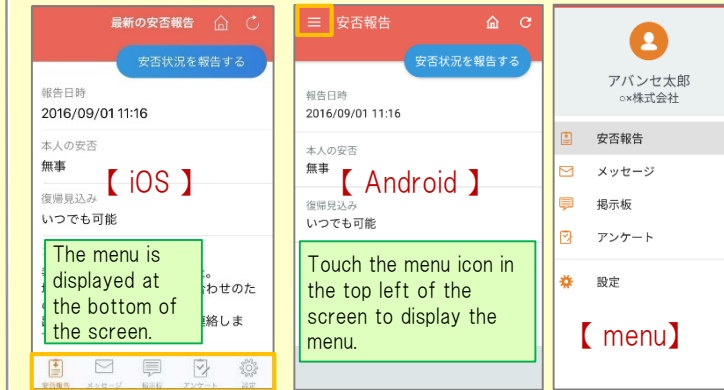 最新の安否報告
安否状況を報告する
報告日時
2016/09/01 11:16
本人の安否
無事
【 iOS 】
復帰見込み
いつでも可能
The menu is
displayed at
the bottom of
the screen.
。
合わせのた
絡しま
安否報告
メッセージ
掲示板
アンケート
設定
安否報告
安否状況を報告する
報告日時
2016/09/01 11:16
本人の安否
無事
【 Android 】
復帰見込み
いつでも可能
Touch the menu icon in
the top left of the
screen to display the
menu.
アバンセ太郎
○×株式会社
安否報告
メッセージ
掲示板
アンケート
設定
【 menu】